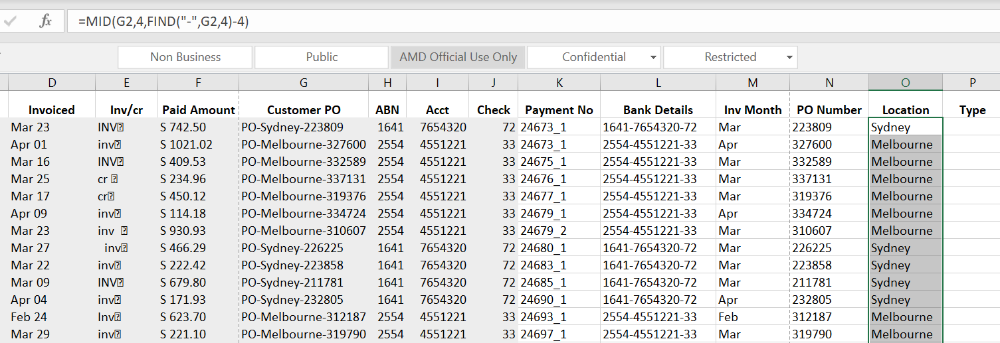 fx =MID(G2,4,FIND("-",G2,4)-4)
Non Business Public AMD Official Use Only Confidential Restricted
D E F G H I J K L M N O P
Invoiced Inv/cr Paid Amount Customer PO ABN Acct Check Payment No Bank Details Inv Month PO Number Location Type
Mar 23 INV S 742.50 PO-Sydney-223809 1641 7654320 72 24673_1 1641-7654320-72 Mar 223809 Sydney
Apr 01 inv S 1021.02 PO-Melbourne-327600 2554 4551221 33 24673_1 2554-4551221-33 Apr 327600 Melbourne
Mar 16 INV S 409.53 PO-Melbourne-332589 2554 4551221 33 24675_1 2554-4551221-33 Mar 332589 Melbourne
Mar 25 cr S 234.96 PO-Melbourne-337131 2554 4551221 33 24676_1 2554-4551221-33 Mar 337131 Melbourne
Mar 17 cr S 450.12 PO-Melbourne-319376 2554 4551221 33 24677_1 2554-4551221-33 Mar 319376 Melbourne
Apr 09 inv S 114.18 PO-Melbourne-334724 2554 4551221 33 24679_1 2554-4551221-33 Apr 334724 Melbourne
Mar 23 inv S 930.93 PO-Melbourne-310607 2554 4551221 33 24679_2 2554-4551221-33 Mar 310607 Melbourne
Mar 27 inv S 466.29 PO-Sydney-226225 1641 7654320 72 24680_1 1641-7654320-72 Mar 226225 Sydney
Mar 22 inv S 222.42 PO-Sydney-223858 1641 7654320 72 24683_1 1641-7654320-72 Mar 223858 Sydney
Mar 09 INV S 679.80 PO-Sydney-211781 1641 7654320 72 24685_1 1641-7654320-72 Mar 211781 Sydney
Apr 04 inv S 171.93 PO-Sydney-232805 1641 7654320 72 24690_1 1641-7654320-72 Apr 232805 Sydney
Feb 24 Inv S 623.70 PO-Melbourne-312187 2554 4551221 33 24693_1 2554-4551221-33 Feb 312187 Melbourne
Mar 29 inv S 221.10 PO-Melbourne-319790 2554 4551221 33 24697_1 2554-4551221-33 Mar 319790 Melbourne